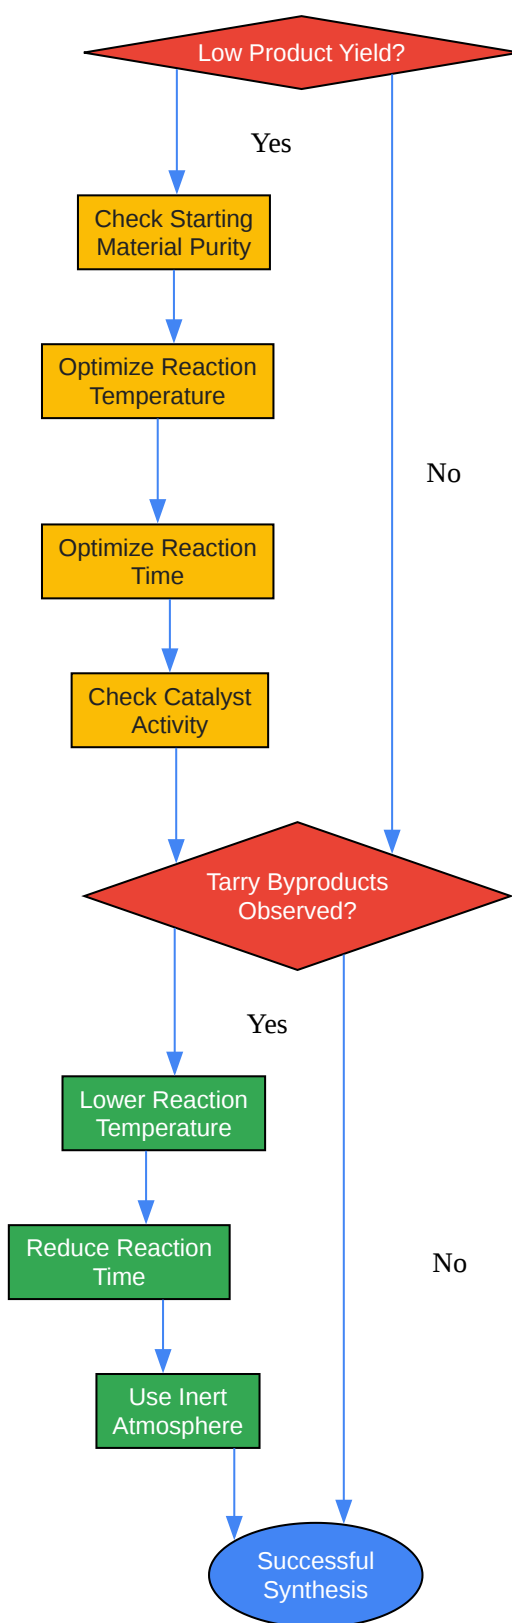 Low Product Yield?
Yes
Check Starting
Material Purity
Optimize Reaction
Temperature
No
Optimize Reaction
Time
Check Catalyst
Activity
Tarry Byproducts
Observed?
Yes
Lower Reaction
Temperature
Reduce Reaction
Time
No
Use Inert
Atmosphere
Successful
Synthesis